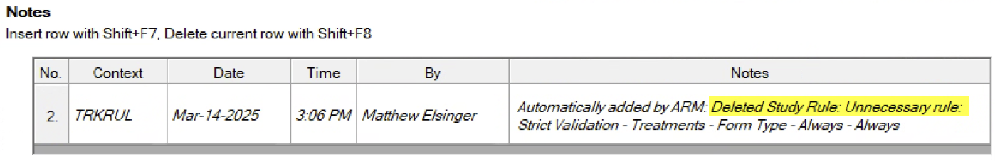 Notes
Insert row with Shift+F7, Delete current row with Shift+F8
No. Context Date Time By Notes
2. TRKRUL Mar-14-2025 3:06 PM Matthew Elsinger Automatically added by ARM: Deleted Study Rule: Unnecessary rule:
Strict Validation - Treatments - Form Type - Always - Always